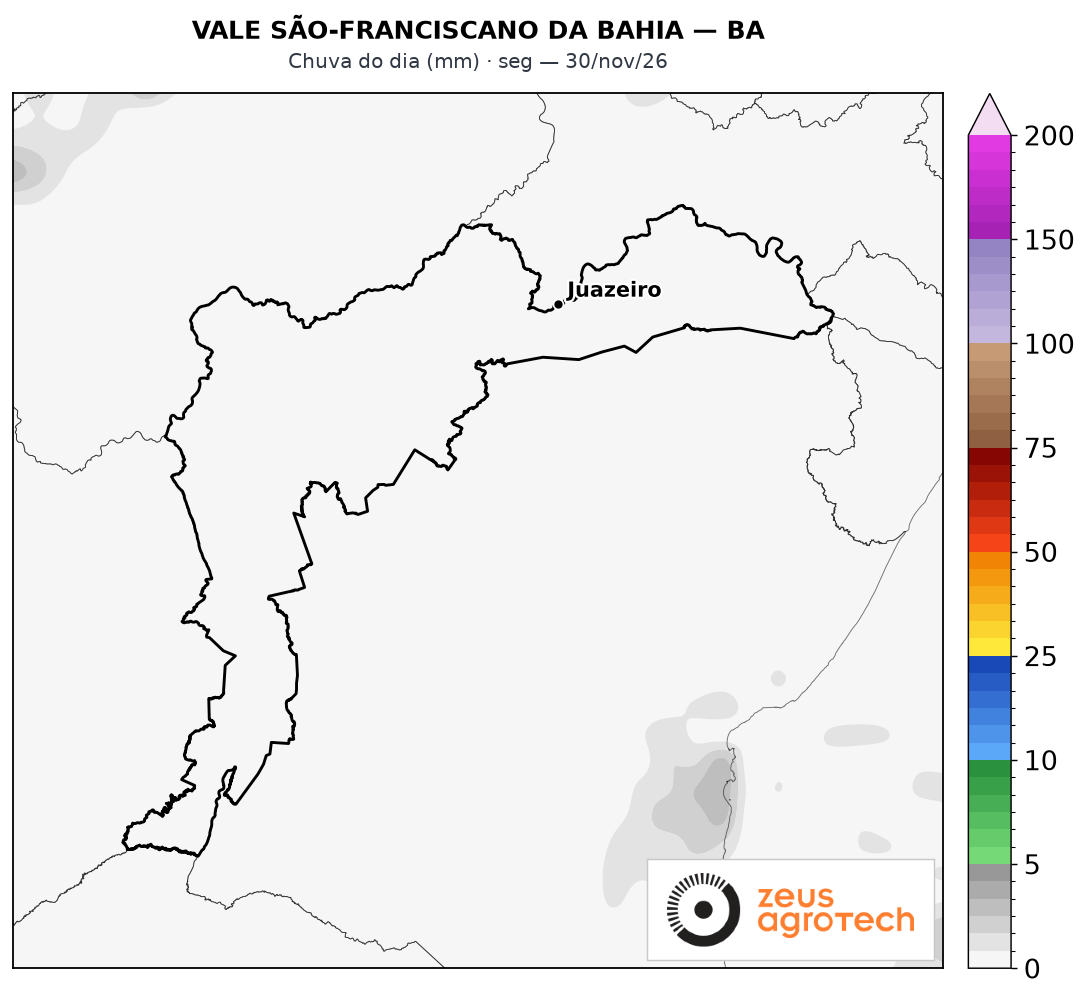 VALE SÃO-FRANCISCANO DA BAHIA — BA
Chuva do dia (mm) · seg — 30/nov/26
Juazeiro
200
150
100
75
50
25
10
5
0
zeus
agrotech